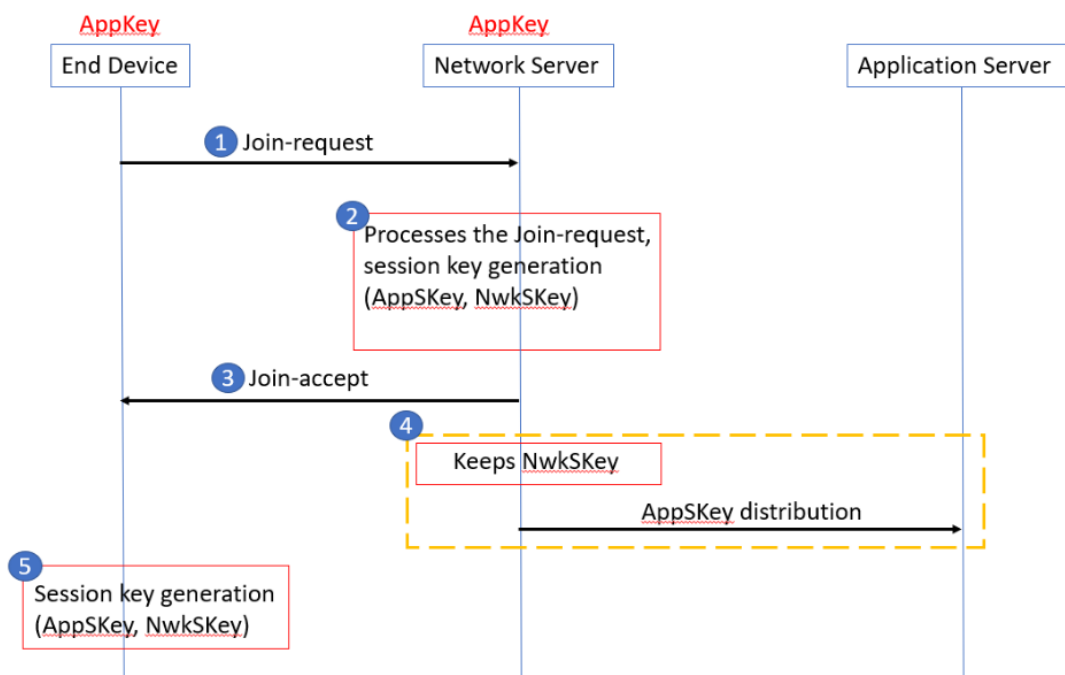 AppKey
AppKey
End Device
Network Server
Application Server
1 Join-request
2
Processes the Join-request,
session key generation
(AppSKey, NwkSKey)
3 Join-accept
4
Keeps NwkSKey
AppSKey distribution
5
Session key generation
(AppSKey, NwkSKey)